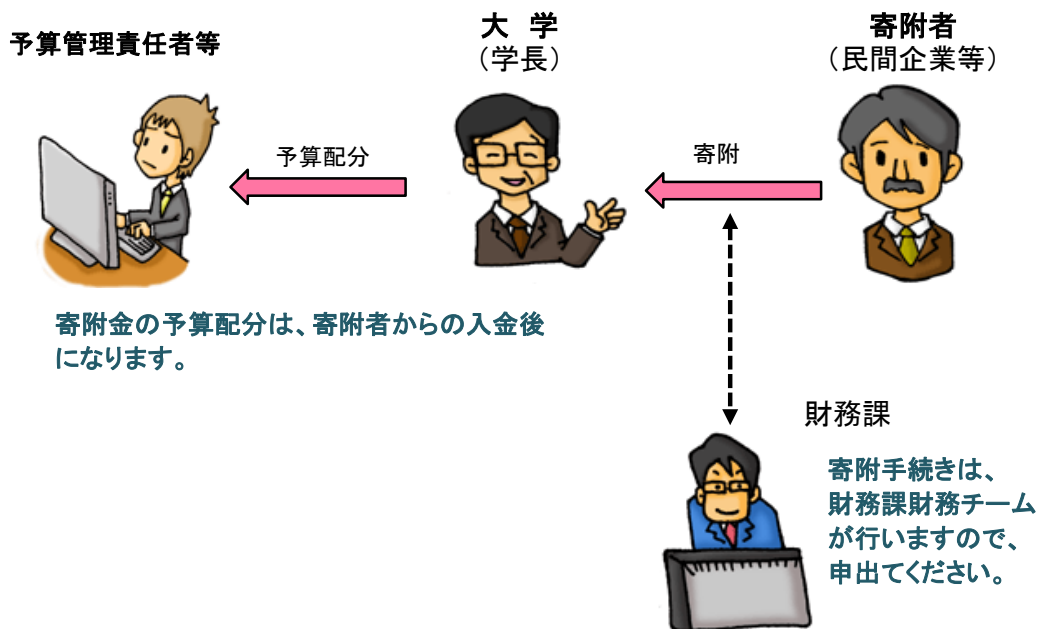 予算管理責任者等
大　学
（学長）
寄附者
（民間企業等）
予算配分
寄附
寄附金の予算配分は、寄附者からの入金後
になります。
財務課
寄附手続きは、
財務課財務チーム
が行いますので、
申出てください。